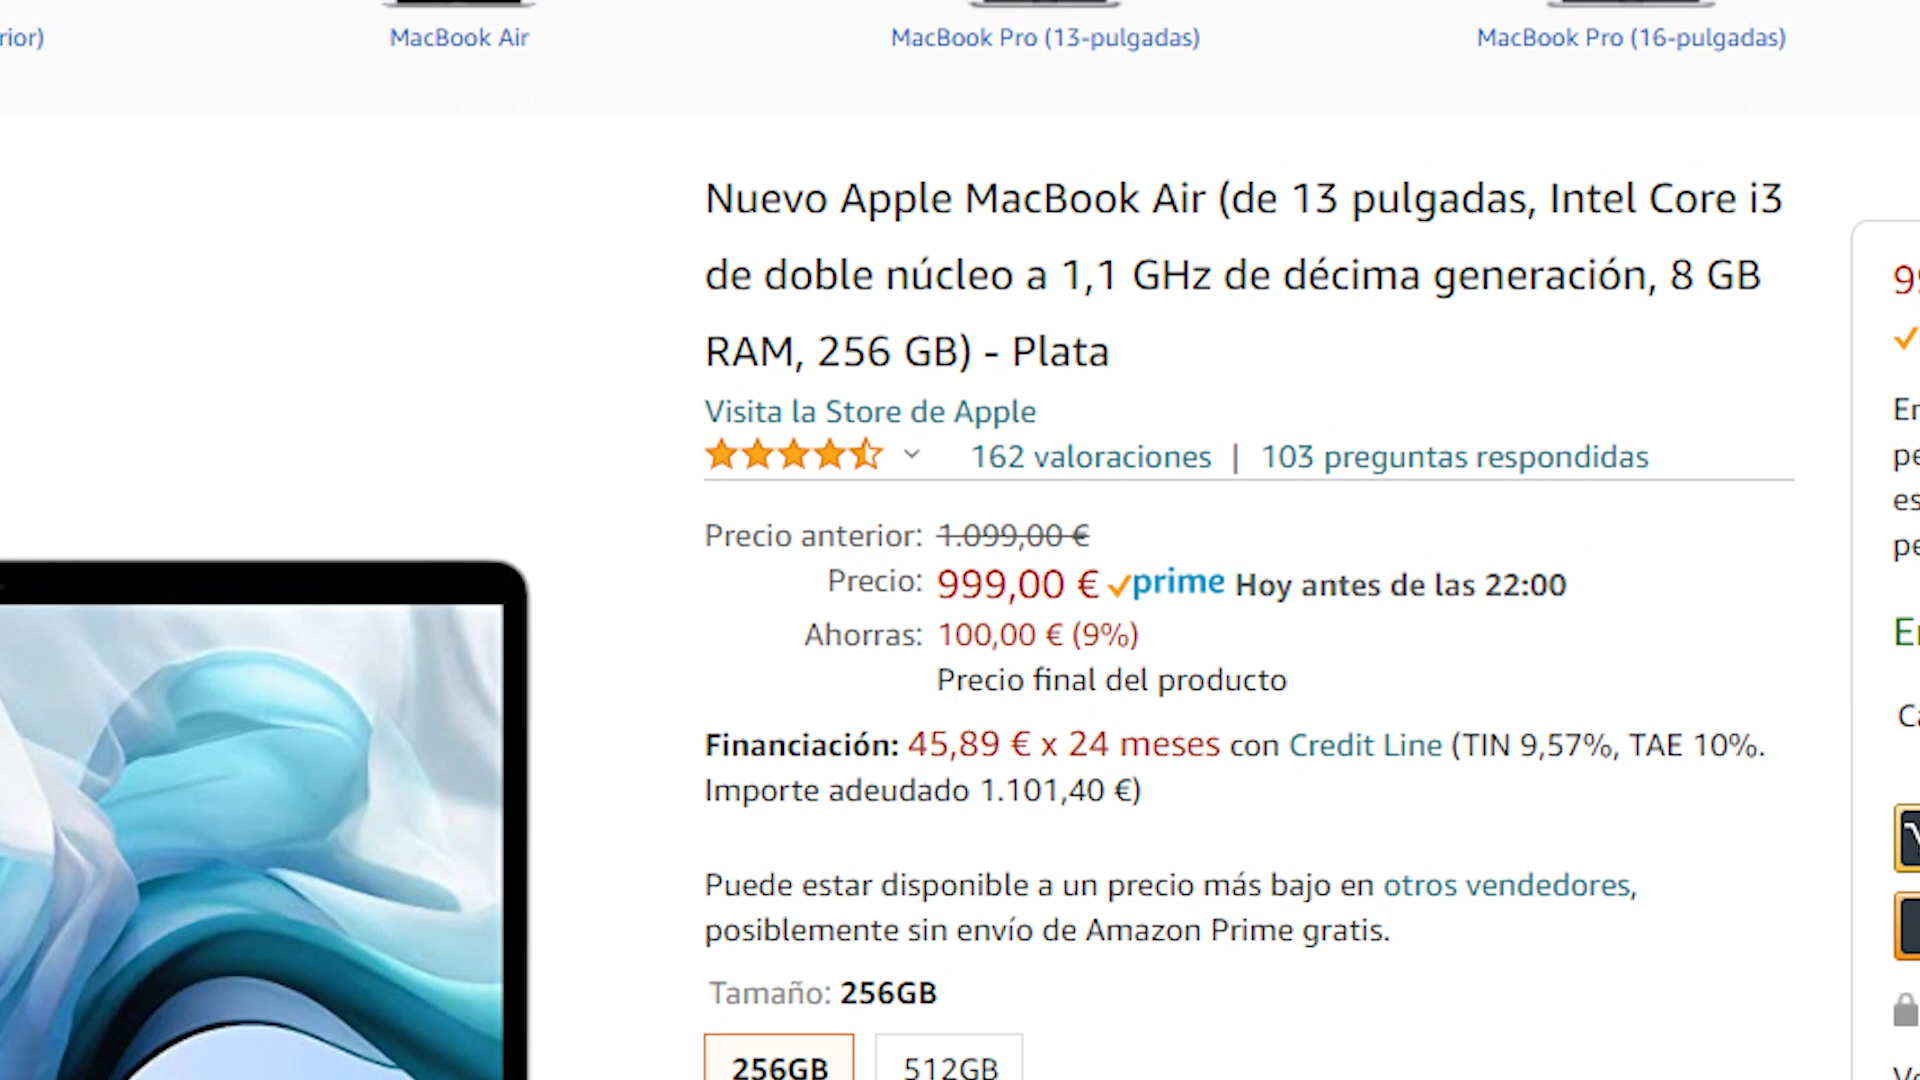 rior)
MacBook Air
MacBook Pro (13-pulgadas)
MacBook Pro (16-pulgadas)
Nuevo Apple MacBook Air (de 13 pulgadas, Intel Core i3
de doble núcleo a 1,1 GHz de décima generación, 8 GB
RAM, 256 GB) - Plata
Visita la Store de Apple
162 valoraciones | 103 preguntas respondidas
Precio anterior: 1.099,00 €
Precio: 999,00 € prime Hoy antes de las 22:00
Ahorras: 100,00 € (9%)
Precio final del producto
Financiación: 45,89 € x 24 meses con Credit Line (TIN 9,57%, TAE 10%.
Importe adeudado 1.101,40 €)
Puede estar disponible a un precio más bajo en otros vendedores,
posiblemente sin envío de Amazon Prime gratis.
Tamaño: 256GB
256GB
512GB